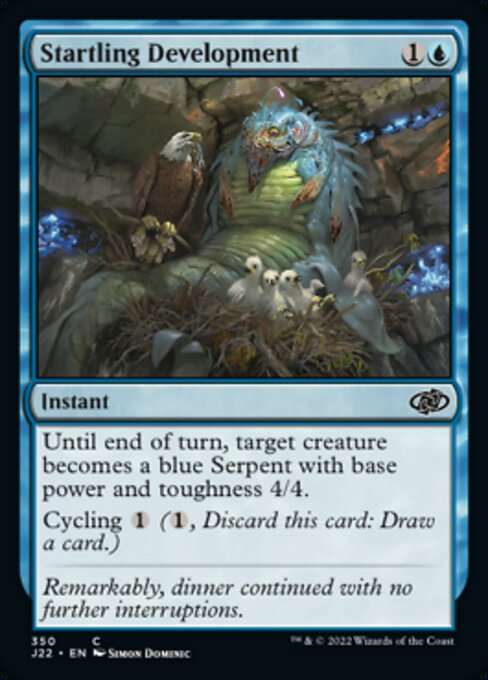 Startling Development 1
Instant
Until end of turn, target creature
becomes a blue Serpent with base
power and toughness 4/4.
Cycling 1 (1, Discard this card: Draw
a card.)
Remarkably, dinner continued with no
further interruptions.
350 C
J22 • EN Simon Dominic
™ & © 2022 Wizards of the Coast